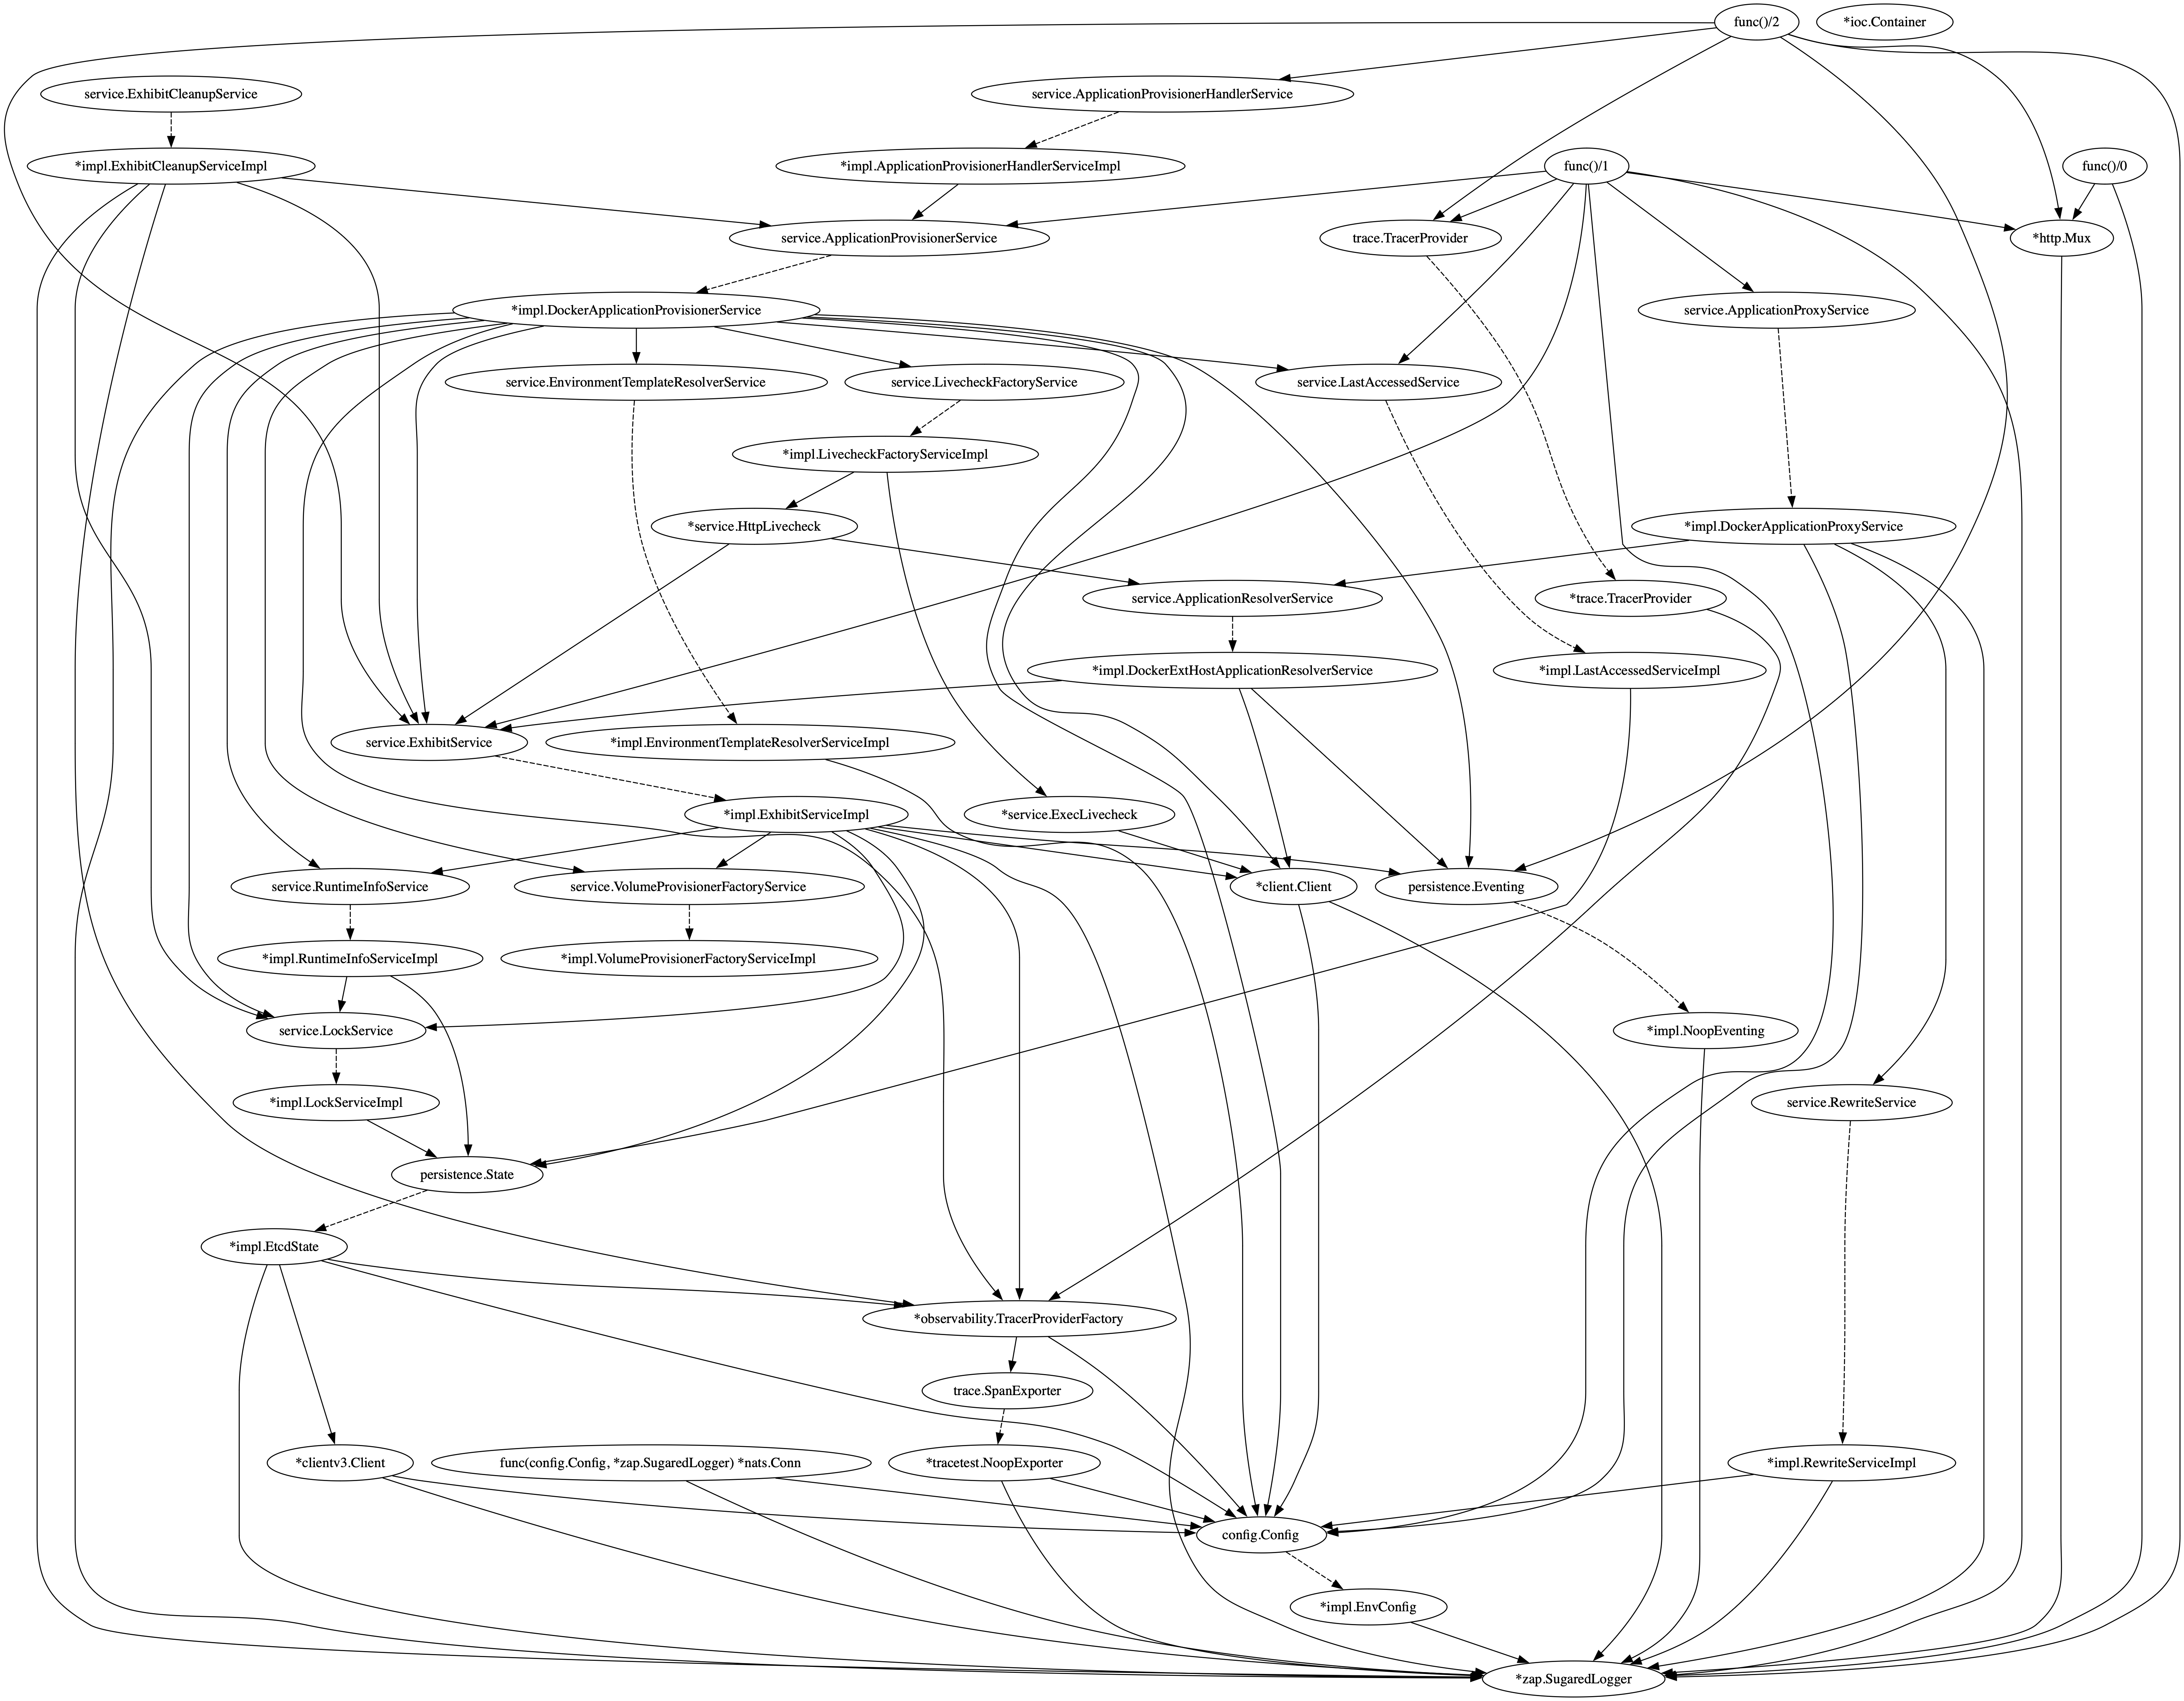 func()/2
*ioc.Container
service.ExhibitCleanupService
service.ApplicationProvisionerHandlerService
*impl.ExhibitCleanupServiceImpl
*impl.ApplicationProvisionerHandlerServiceImpl
func()/1
func()/0
service.ApplicationProvisionerService
trace.TracerProvider
*http.Mux
*impl.DockerApplicationProvisionerService
service.ApplicationProxyService
service.EnvironmentTemplateResolverService
service.LivecheckFactoryService
service.LastAccessedService
*impl.LivecheckFactoryServiceImpl
*service.HttpLivecheck
*impl.DockerApplicationProxyService
service.ApplicationResolverService
*trace.TracerProvider
*impl.DockerExtHostApplicationResolverService
*impl.LastAccessedServiceImpl
service.ExhibitService
*impl.EnvironmentTemplateResolverServiceImpl
*impl.ExhibitServiceImpl
*service.ExecLivecheck
service.RuntimeInfoService
service.VolumeProvisionerFactoryService
*client.Client
persistence.Eventing
*impl.RuntimeInfoServiceImpl
*impl.VolumeProvisionerFactoryServiceImpl
service.LockService
*impl.NoopEventing
*impl.LockServiceImpl
service.RewriteService
persistence.State
*impl.EtcdState
*observability.TracerProviderFactory
trace.SpanExporter
*clientv3.Client
func(config.Config, *zap.SugaredLogger) *nats.Conn
*tracetest.NoopExporter
*impl.RewriteServiceImpl
config.Config
*impl.EnvConfig
*zap.SugaredLogger